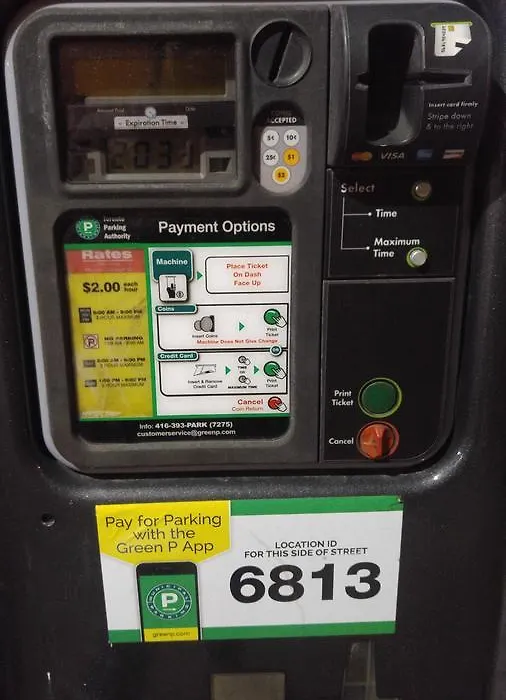 Expiration Time
2031
ACCEPTED
5¢ 10¢
25¢ $1
$2
Insert card firmly
Stripe down
& to the right
VISA
Select
Time
Maximum
Time
P
Toronto
Parking
Authority
Payment Options
Rates
$2.00 each
hour
NO PARKING
Machine
Place Ticket
On Dash
Face Up
Coins
Insert Coins
Print
Ticket
Machine Does Not Give Change
OR
Credit Card
Insert & Remove
Credit Card
TIME
OR
MAXIMUM TIME
Print
Ticket
Cancel
Coin Return
Info: 416-393-PARK (7275)
customerservice@greenp.com
Print
Ticket
Cancel
Pay for Parking
with the
Green P App
P
greenp.com
LOCATION ID
FOR THIS SIDE OF STREET
6813